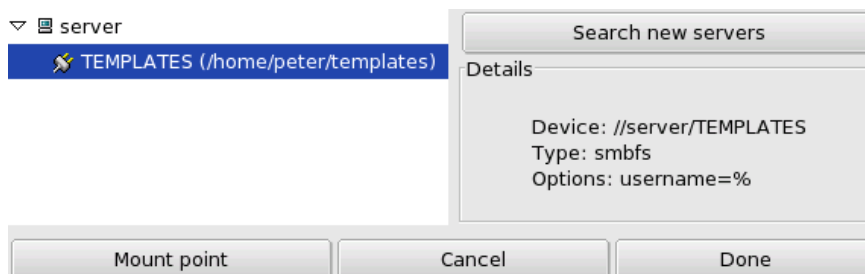 server
TEMPLATES (/home/peter/templates)
Search new servers
Details
Device: //server/TEMPLATES
Type: smbfs
Options: username=%
Mount point
Cancel
Done